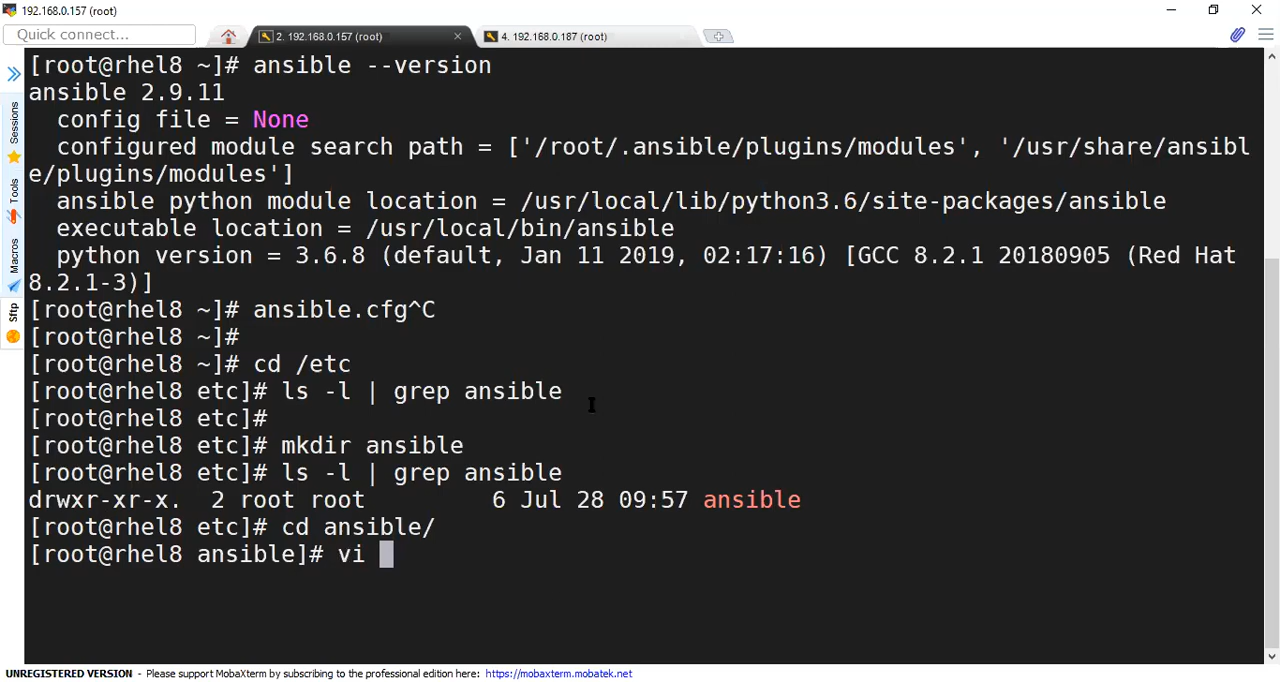 192.168.0.157 (root)
Quick connect...
2. 192.168.0.157 (root)
4. 192.168.0.187 (root)
Sessions
Tools
Macros
Sftp
[root@rhel8 ~]# ansible --version
ansible 2.9.11
  config file = None
  configured module search path = ['/root/.ansible/plugins/modules', '/usr/share/ansibl
e/plugins/modules']
  ansible python module location = /usr/local/lib/python3.6/site-packages/ansible
  executable location = /usr/local/bin/ansible
  python version = 3.6.8 (default, Jan 11 2019, 02:17:16) [GCC 8.2.1 20180905 (Red Hat
8.2.1-3)]
[root@rhel8 ~]# ansible.cfg^C
[root@rhel8 ~]#
[root@rhel8 ~]# cd /etc
[root@rhel8 etc]# ls -l | grep ansible
[root@rhel8 etc]#
[root@rhel8 etc]# mkdir ansible
[root@rhel8 etc]# ls -l | grep ansible
drwxr-xr-x.  2 root root        6 Jul 28 09:57 ansible
[root@rhel8 etc]# cd ansible/
[root@rhel8 ansible]# vi
UNREGISTERED VERSION - Please support MobaXterm by subscribing to the professional edition here: https://mobaxterm.mobatek.net